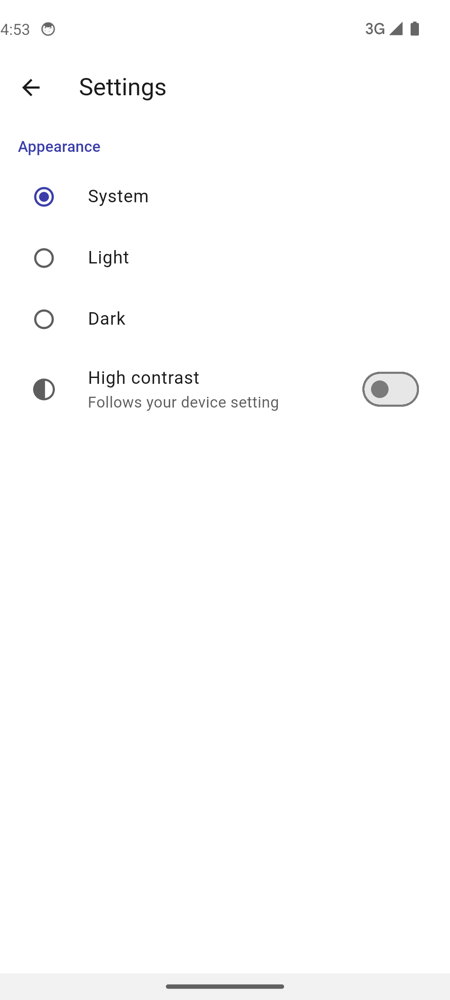 4:53
3G
Settings
Appearance
System
Light
Dark
High contrast
Follows your device setting